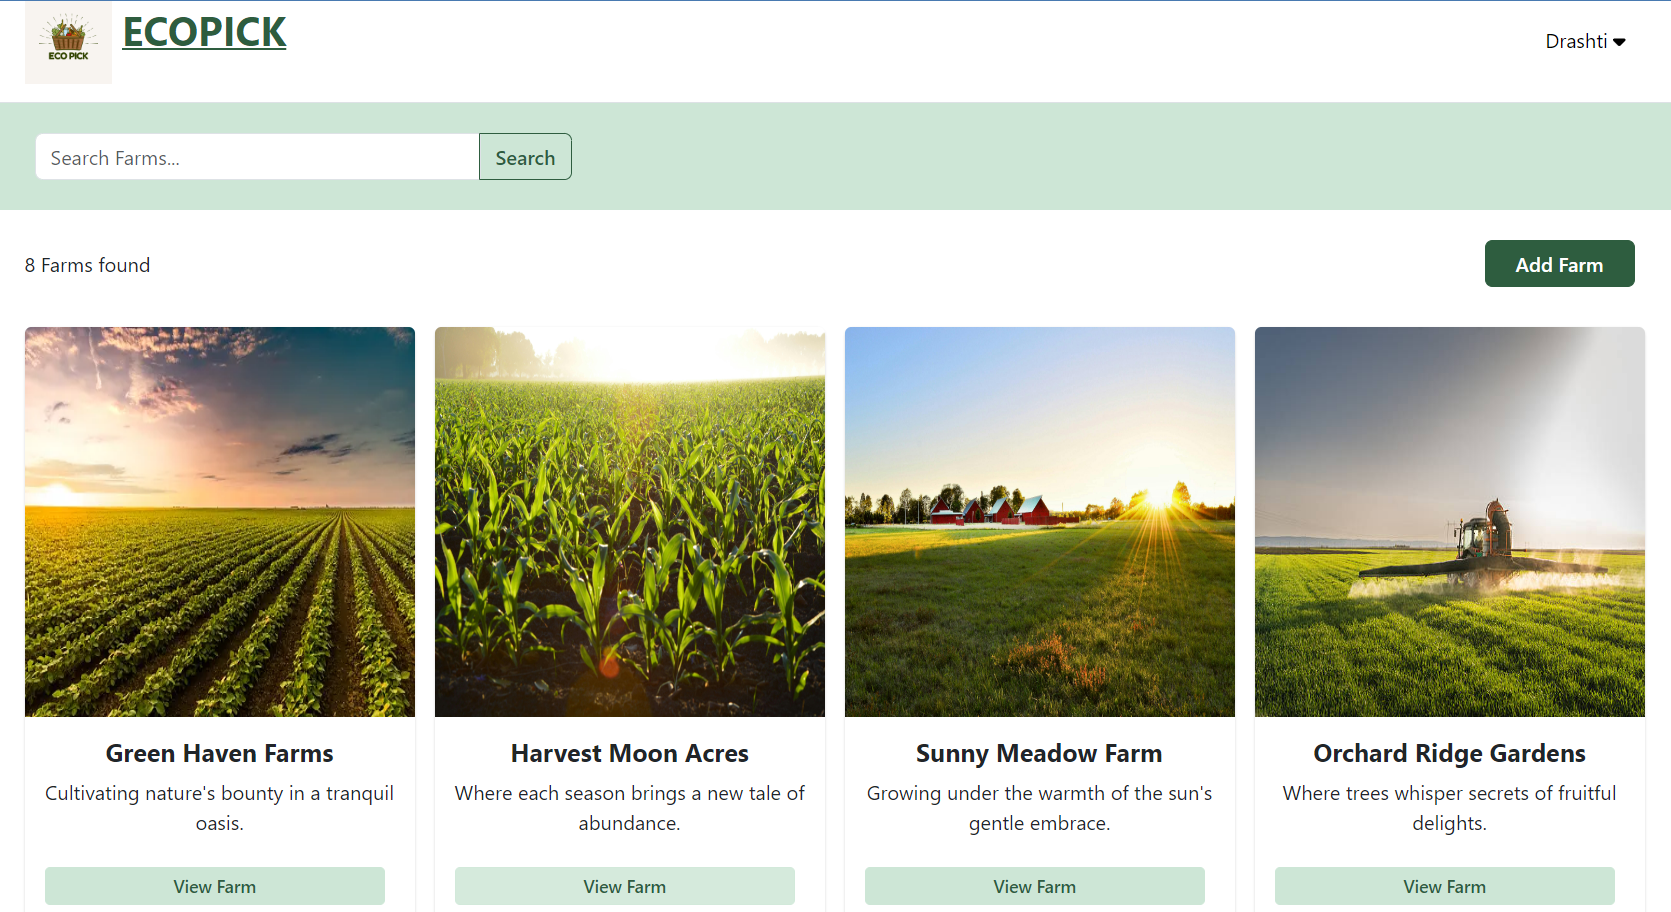 ECO PICK
ECOPICK
Drashti
Search Farms...
Search
8 Farms found
Add Farm
Green Haven Farms
Cultivating nature's bounty in a tranquil
oasis.
View Farm
Harvest Moon Acres
Where each season brings a new tale of
abundance.
View Farm
Sunny Meadow Farm
Growing under the warmth of the sun's
gentle embrace.
View Farm
Orchard Ridge Gardens
Where trees whisper secrets of fruitful
delights.
View Farm